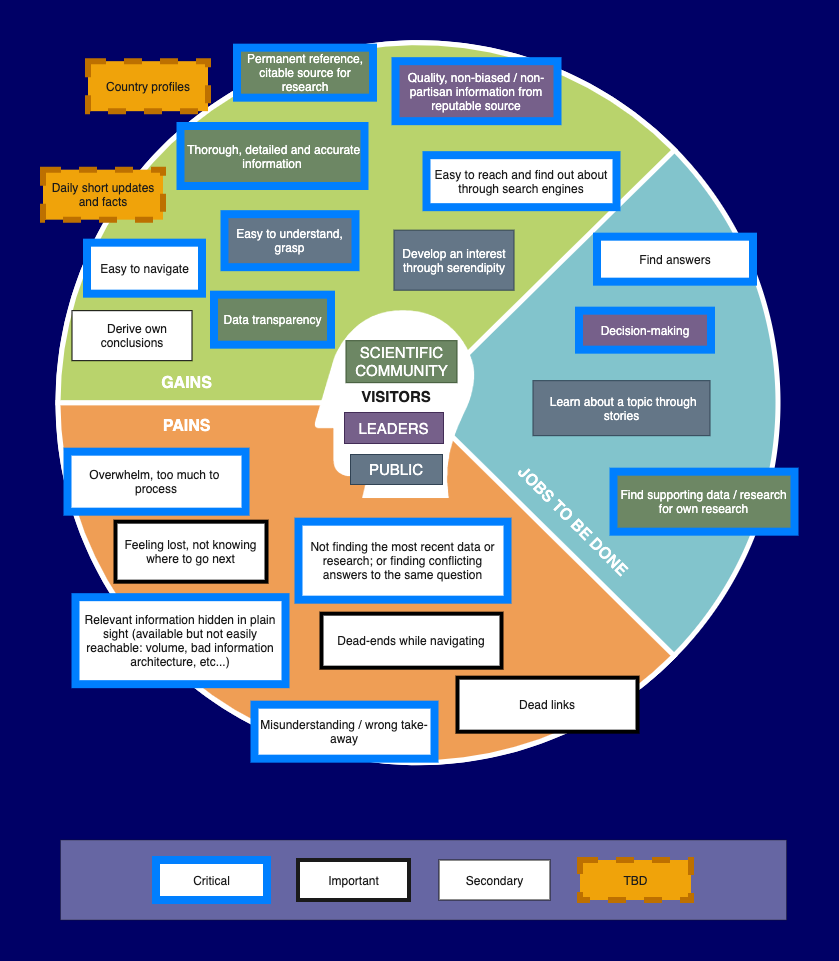 Permanent reference,
citable source for
research
Country profiles
Quality, non-biased / non-
partisan information from
reputable source
Thorough, detailed and accurate
information
Easy to reach and find out about
through search engines
Daily short updates
and facts
Easy to understand,
grasp
Develop an interest
through serendipity
Easy to navigate
Data transparency
Derive own
conclusions
GAINS
Find answers
Decision-making
Learn about a topic through
stories
Find supporting data / research
for own research
JOBS TO BE DONE
SCIENTIFIC
COMMUNITY
VISITORS
LEADERS
PUBLIC
PAINS
Overwhelm, too much to
process
Feeling lost, not knowing
where to go next
Not finding the most recent data or
research; or finding conflicting
answers to the same question
Relevant information hidden in plain
sight (available but not easily
reachable: volume, bad information
architecture, etc...)
Dead-ends while navigating
Dead links
Misunderstanding / wrong take-
away
Critical
Important
Secondary
TBD